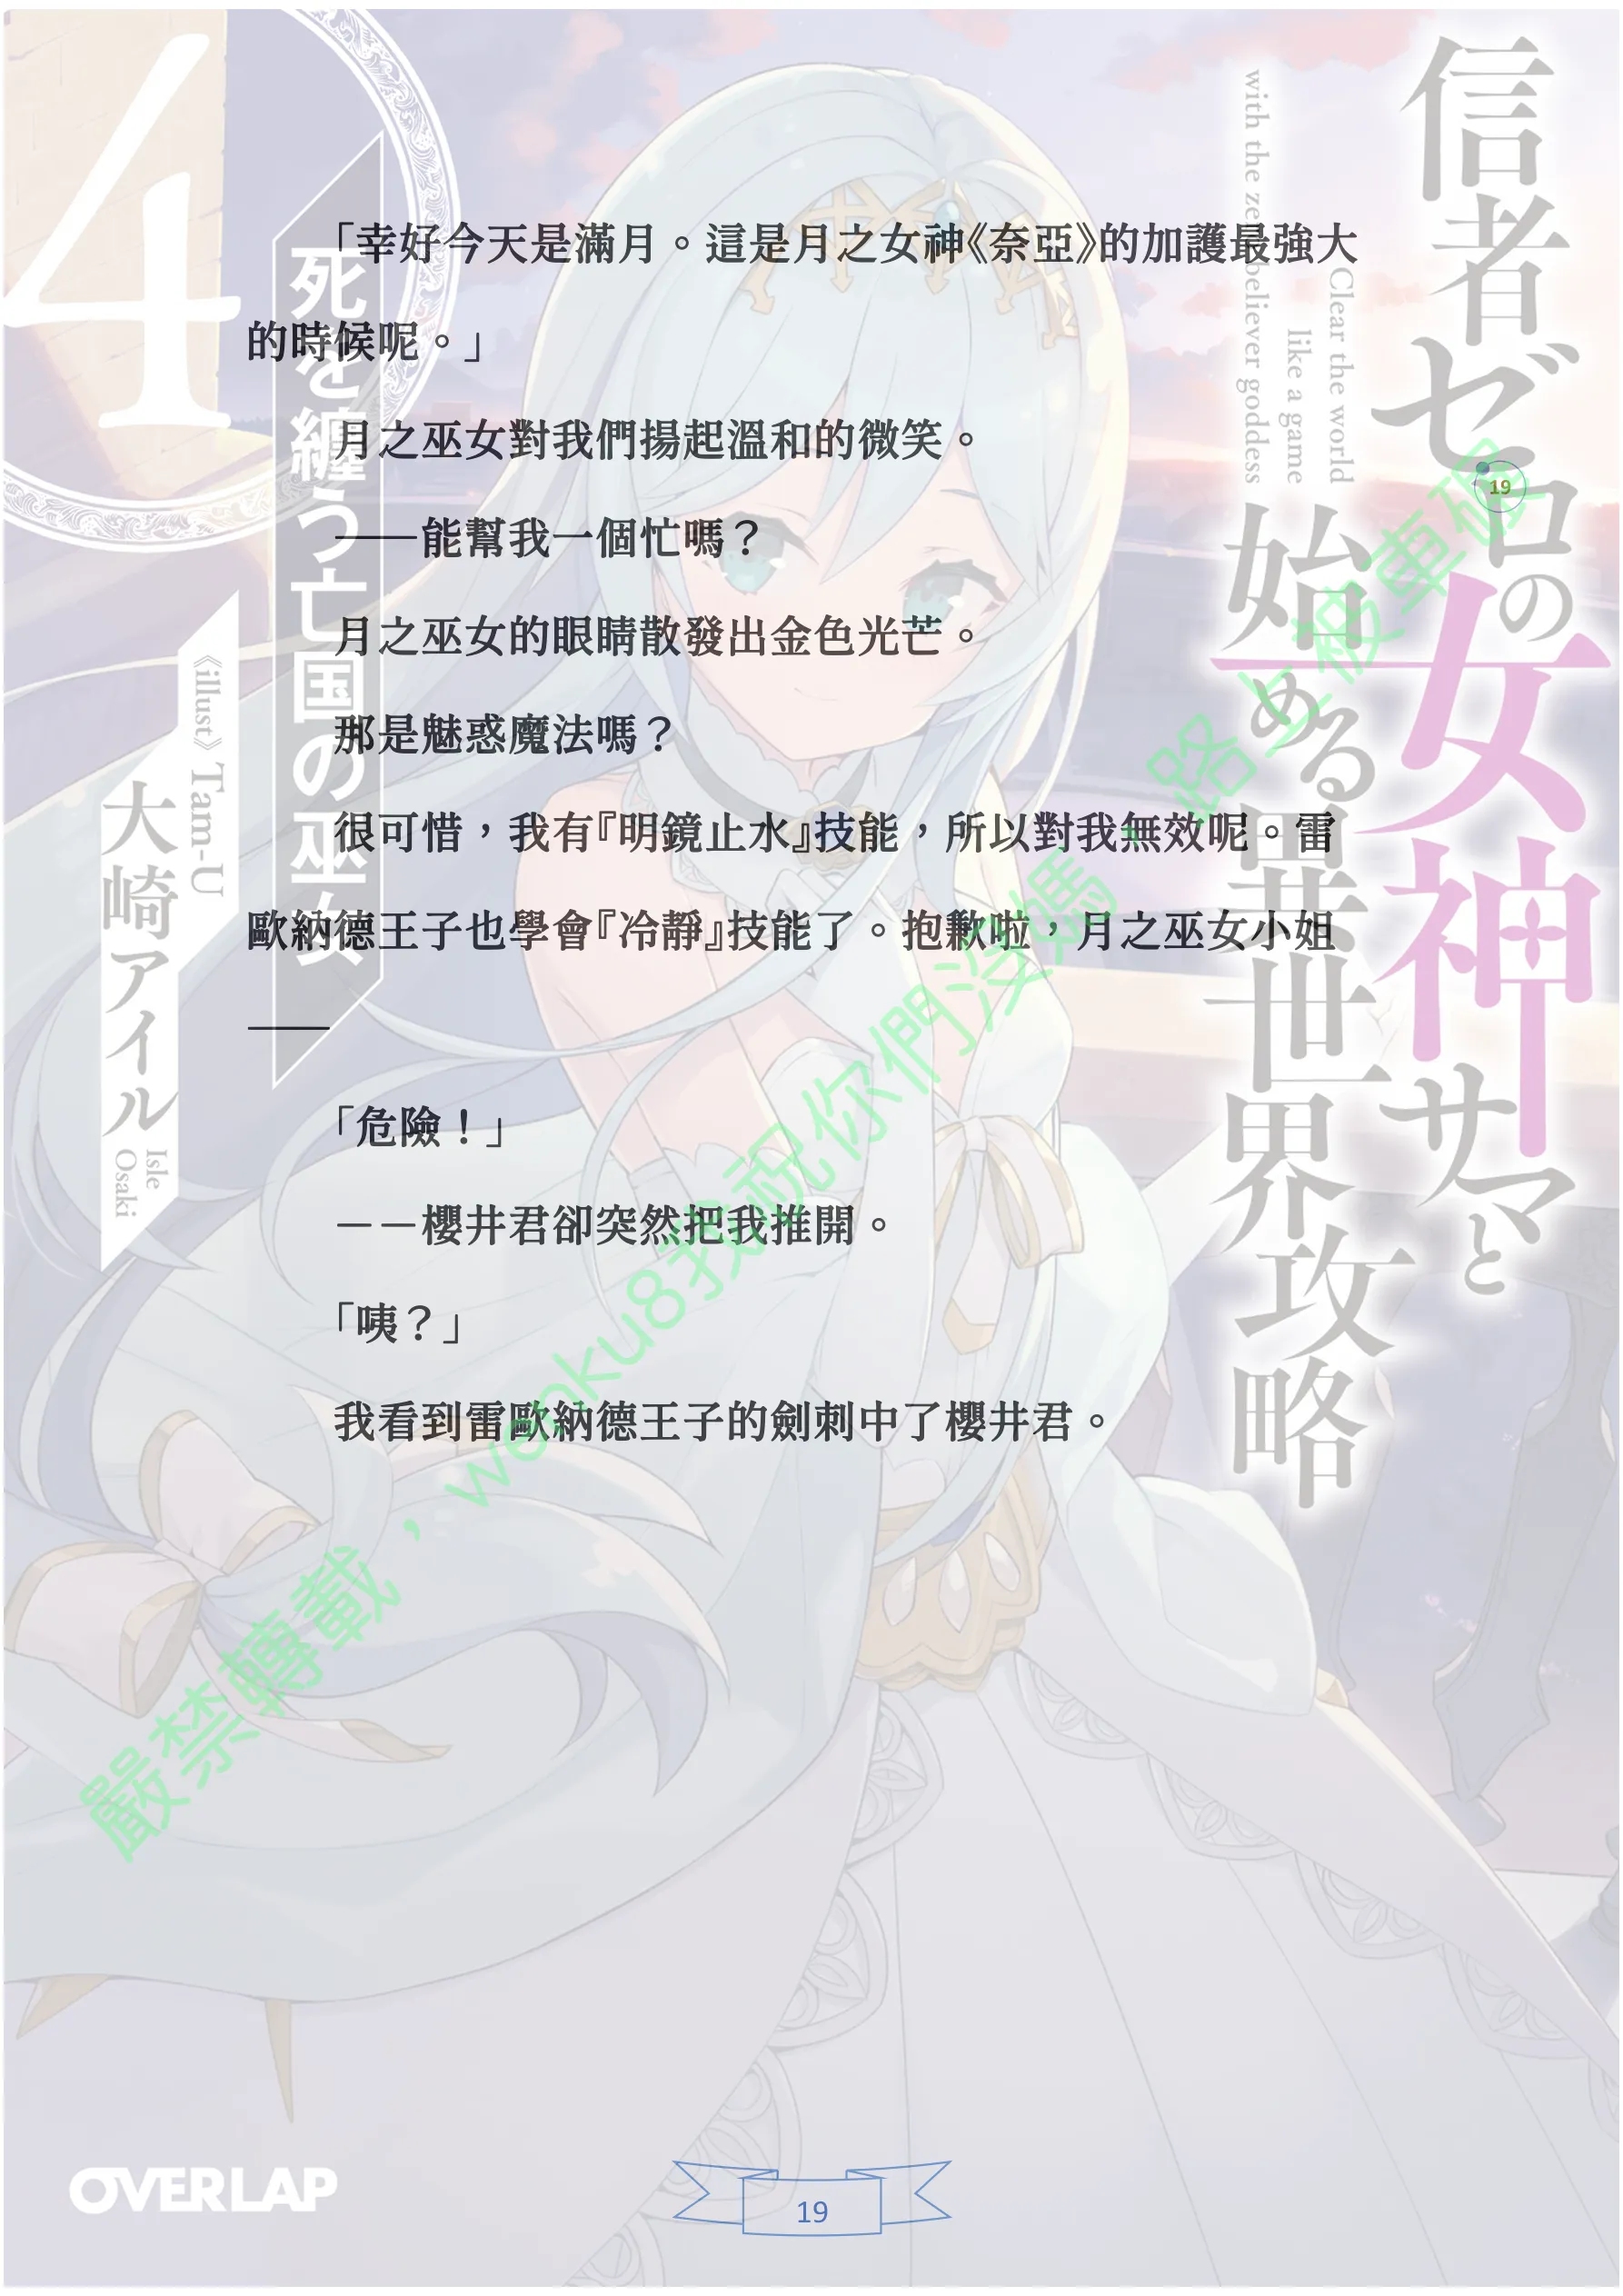 「幸好今天是滿月。這是月之女神《奈亞》的加護最強大
的時候呢。」
月之巫女對我們揚起溫和的微笑。
——能幫我一個忙嗎？
月之巫女的眼睛散發出金色光芒。
那是魅惑魔法嗎？
很可惜，我有『明鏡止水』技能，所以對我無效呢。雷
歐納德王子也學會『冷靜』技能了。抱歉啦，月之巫女小姐
——
「危險！」
——櫻井君卻突然把我推開。
「咦？」
我看到雷歐納德王子的劍刺中了櫻井君。
19
19
信者ゼロの女神サマと
始める異世界攻略
Clear the world
like a game
with the zero believer goddess
4
死を纏う亡国の巫女
《illust》Tam-U
大崎アイル
Isle
Osaki
OVERLAP
嚴禁轉載，wenku8我祝你們沒媽，路上被車碾